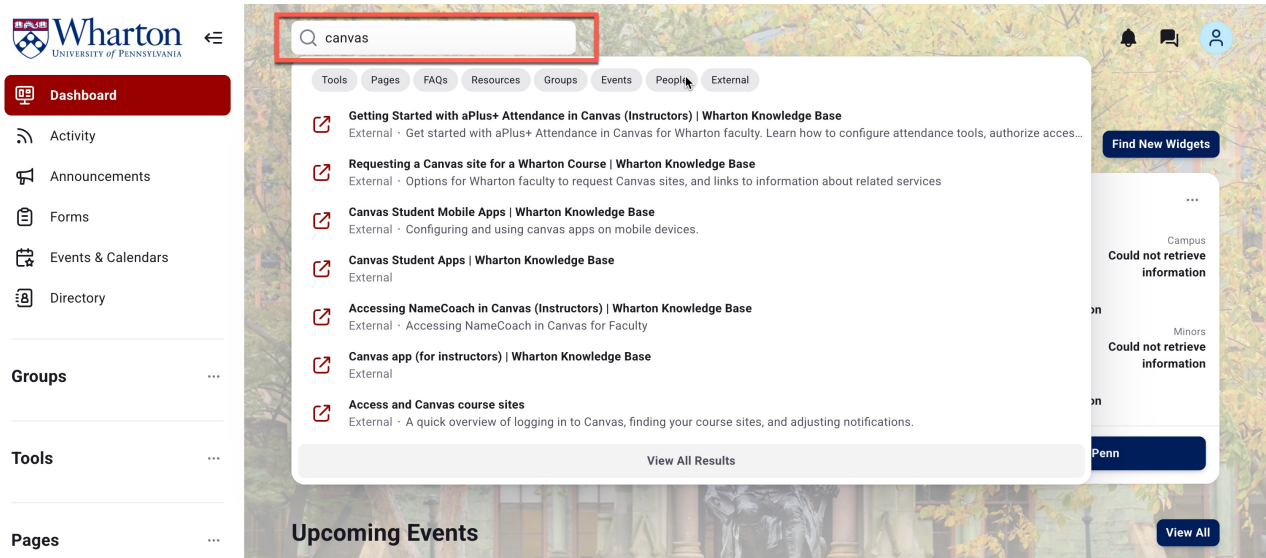 Wharton
UNIVERSITY of PENNSYLVANIA
canvas
Tools
Pages
FAQs
Resources
Groups
Events
People
External
Dashboard
Activity
Announcements
Forms
Events & Calendars
Directory
Groups
Tools
Pages
Getting Started with aPlus+ Attendance in Canvas (Instructors) | Wharton Knowledge Base
External · Get started with aPlus+ Attendance in Canvas for Wharton faculty. Learn how to configure attendance tools, authorize acces…
Requesting a Canvas site for a Wharton Course | Wharton Knowledge Base
External · Options for Wharton faculty to request Canvas sites, and links to information about related services
Canvas Student Mobile Apps | Wharton Knowledge Base
External · Configuring and using canvas apps on mobile devices.
Canvas Student Apps | Wharton Knowledge Base
External
Accessing NameCoach in Canvas (Instructors) | Wharton Knowledge Base
External · Accessing NameCoach in Canvas for Faculty
Canvas app (for instructors) | Wharton Knowledge Base
External
Access and Canvas course sites
External · A quick overview of logging in to Canvas, finding your course sites, and adjusting notifications.
View All Results
Find New Widgets
Campus
Could not retrieve
information
on
Minors
Could not retrieve
information
on
Penn
Upcoming Events
View All